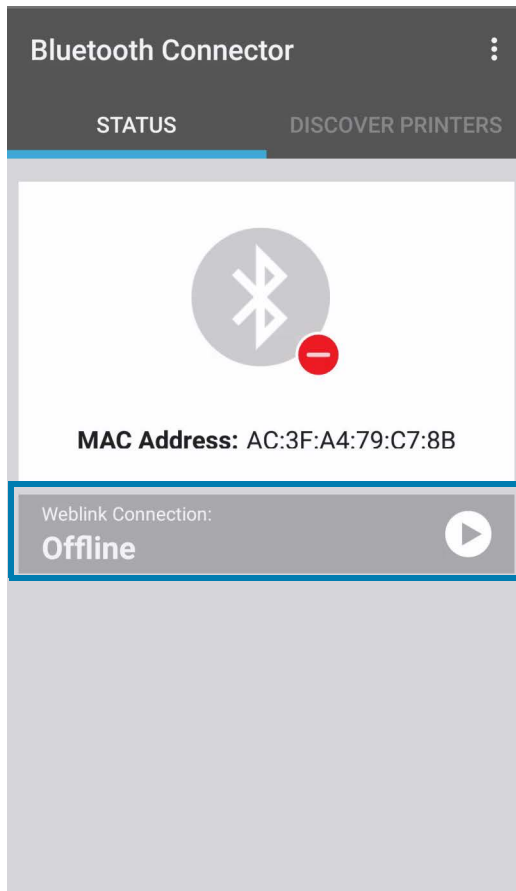 Bluetooth Connector
STATUS DISCOVER PRINTERS
MAC Address: AC:3F:A4:79:C7:8B
Weblink Connection:
Offline